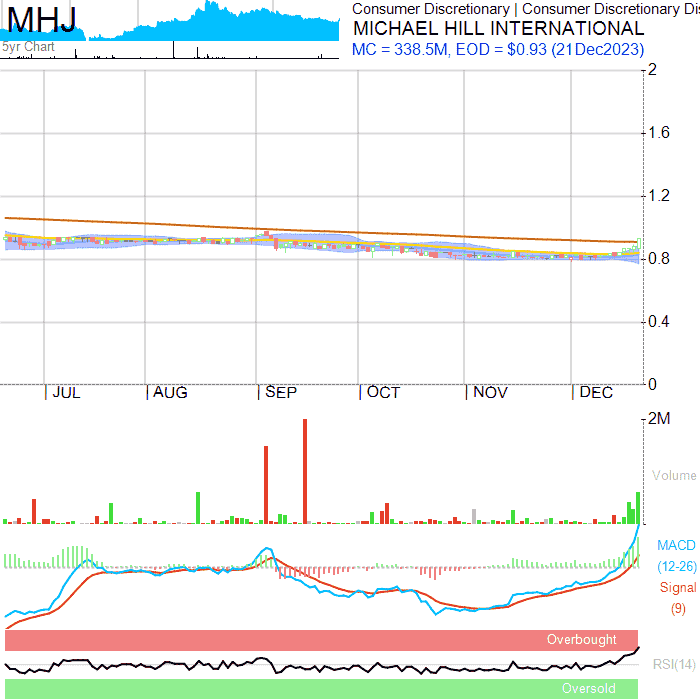 MHJ
5yr Chart
Consumer Discretionary | Consumer Discretionary Dis
MICHAEL HILL INTERNATIONAL
MC = 338.5M, EOD = $0.93 (21Dec2023)
2
1.6
1.2
0.8
0.4
0
JUL AUG SEP OCT NOV DEC
2M
Volume
MACD
(12-26)
Signal
(9)
Overbought
RSI(14)
Oversold